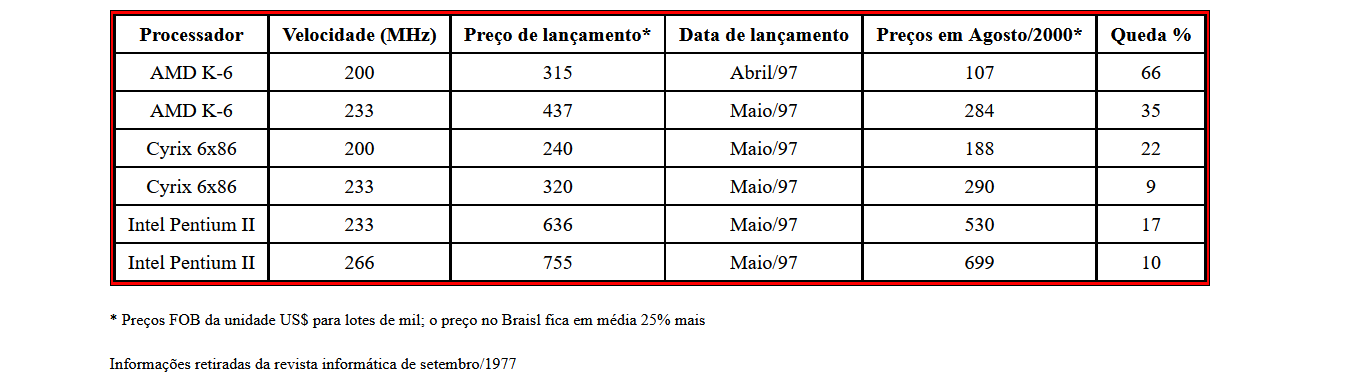 Processador Velocidade (MHz) Preço de lançamento* Data de lançamento Preços em Agosto/2000* Queda %
AMD K-6 200 315 Abril/97 107 66
AMD K-6 233 437 Maio/97 284 35
Cyrix 6x86 200 240 Maio/97 188 22
Cyrix 6x86 233 320 Maio/97 290 9
Intel Pentium II 233 636 Maio/97 530 17
Intel Pentium II 266 755 Maio/97 699 10
* Preços FOB da unidade US$ para lotes de mil; o preço no Braisl fica em média 25% mais
Informações retiradas da revista informática de setembro/1977